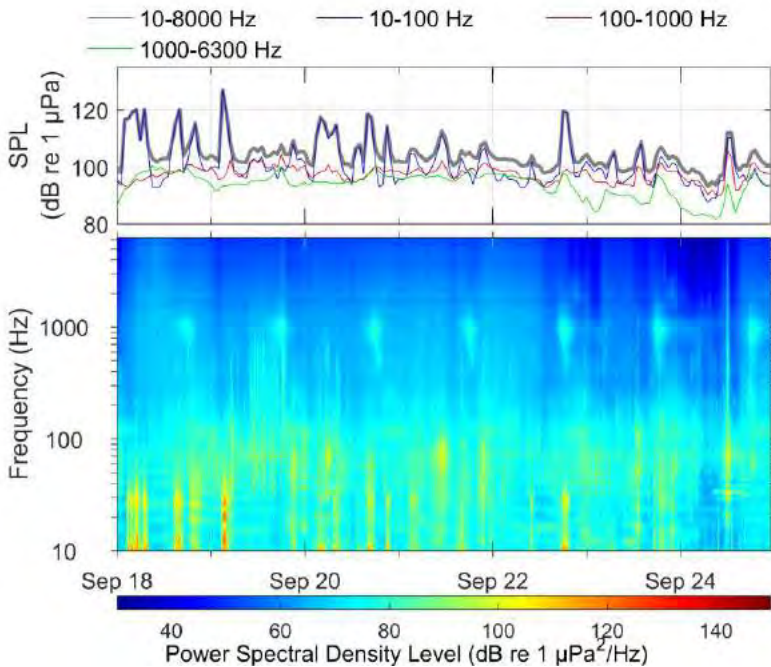 10-8000 Hz 10-100 Hz 100-1000 Hz
1000-6300 Hz
SPL
(dB re 1 µPa)
120
100
80
Frequency (Hz)
1000
100
10
Sep 18 Sep 20 Sep 22 Sep 24
40 60 80 100 120 140
Power Spectral Density Level (dB re 1 µPa²/Hz)